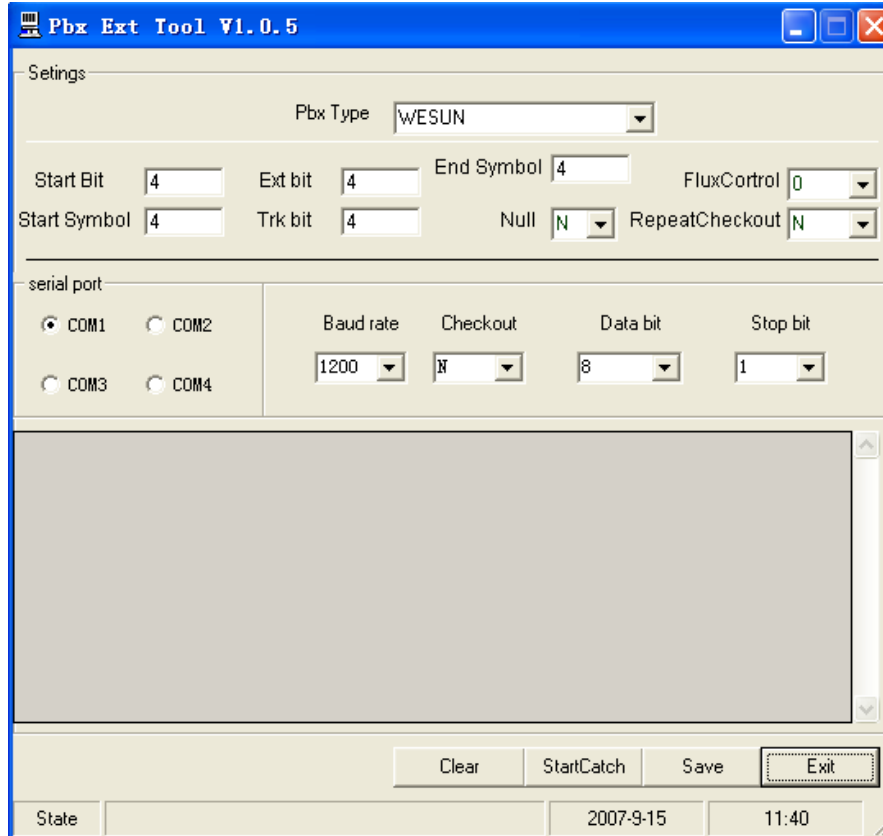 Pbx Ext Tool V1.0.5
Setings
Pbx Type WESUN
Start Bit 4 Ext bit 4 End Symbol 4 FluxCortrol 0
Start Symbol 4 Trk bit 4 Null N RepeatCheckout N
serial port
COM1 COM2 Baud rate Checkout Data bit Stop bit
1200 N 8 1
COM3 COM4
Clear StartCatch Save Exit
State 2007-9-15 11:40